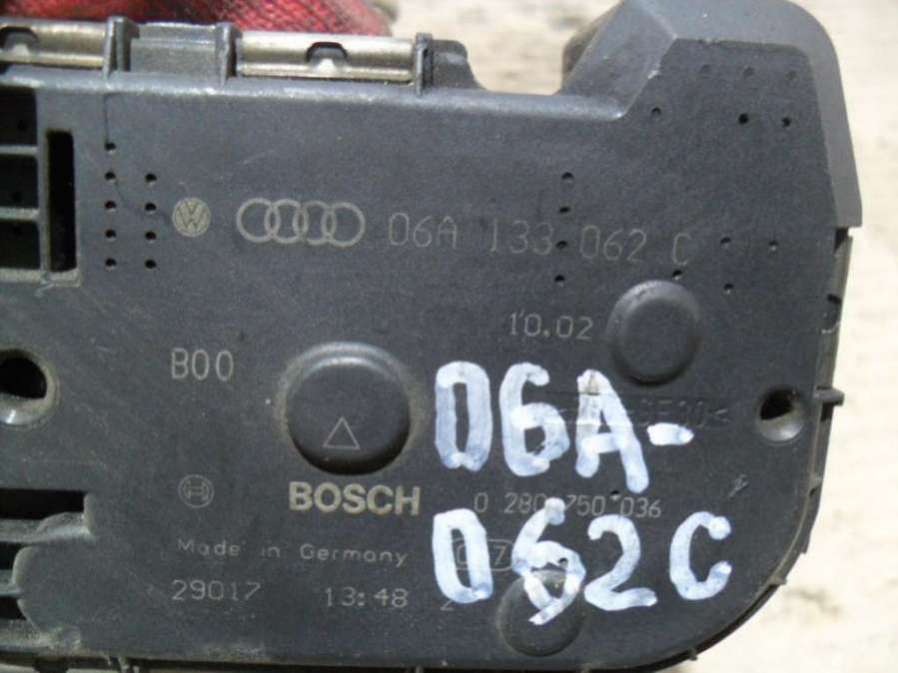 06A 133 062 C
10.02
B00
06A-
BOSCH
0 280 750 036
062C
Made in Germany
29017 13:48 2